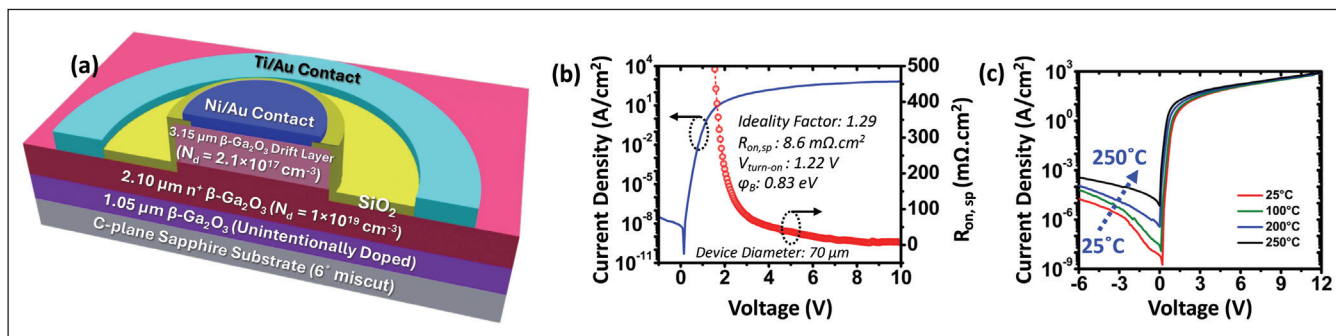 (a)
Ti/Au Contact
Ni/Au Contact
3.15 μm β-Ga₂O₃ Drift Layer
(N_d = 2.1×10¹⁷ cm⁻³)
2.10 μm n⁺ β-Ga₂O₃ (N_d = 1×10¹⁹ cm⁻³)
SiO₂
1.05 μm β-Ga₂O₃ (Unintentionally Doped)
C-plane Sapphire Substrate (6° miscut)
(b)
Current Density (A/cm²)
10⁴
10¹
10⁻²
10⁻⁵
10⁻⁸
10⁻¹¹
Ideality Factor: 1.29
R_on,sp : 8.6 mΩ.cm²
V_turn-on : 1.22 V
φ_B: 0.83 eV
Device Diameter: 70 μm
500
400
300
200
100
0
R_on, sp (mΩ.cm²)
0 2 4 6 8 10
Voltage (V)
(c)
Current Density (A/cm²)
10³
10⁰
10⁻³
10⁻⁶
10⁻⁹
250˚C
25˚C
25°C
100°C
200°C
250°C
-6 -3 0 3 6 9 12
Voltage (V)